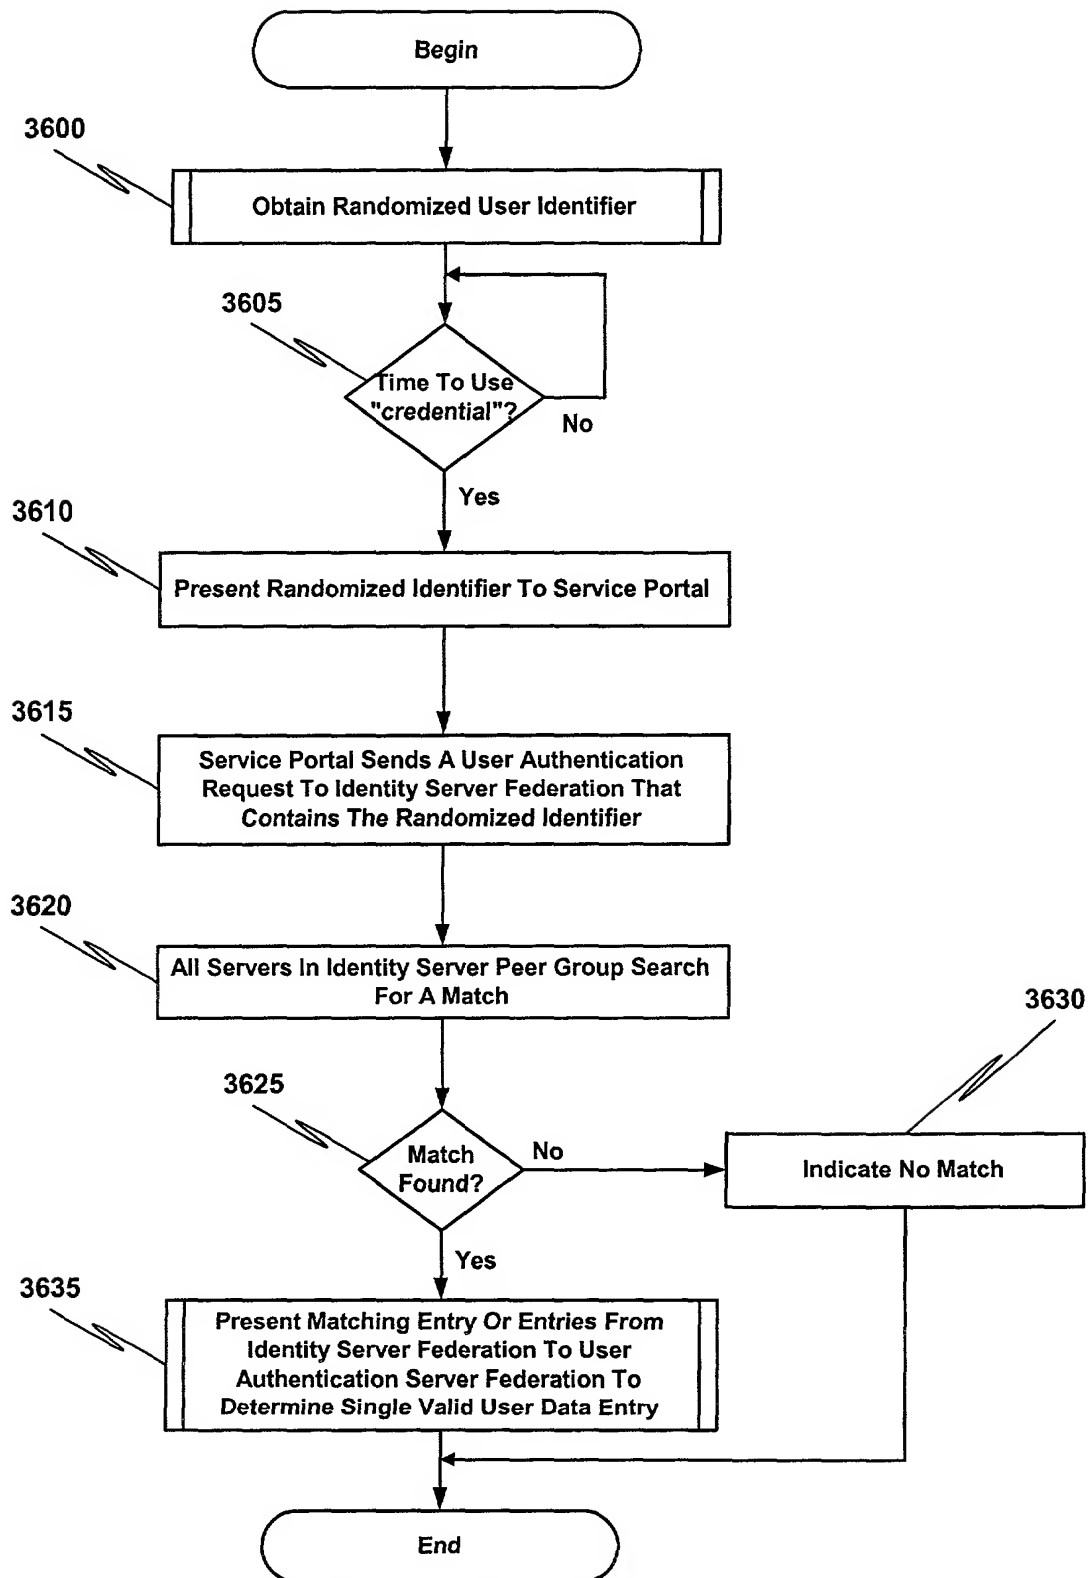 Begin
3600
Obtain Randomized User Identifier
3605
Time To Use
"credential"?
No
Yes
3610
Present Randomized Identifier To Service Portal
3615
Service Portal Sends A User Authentication
Request To Identity Server Federation That
Contains The Randomized Identifier
3620
All Servers In Identity Server Peer Group Search
For A Match
3630
3625
Match
Found?
No
Indicate No Match
Yes
3635
Present Matching Entry Or Entries From
Identity Server Federation To User
Authentication Server Federation To
Determine Single Valid User Data Entry
End